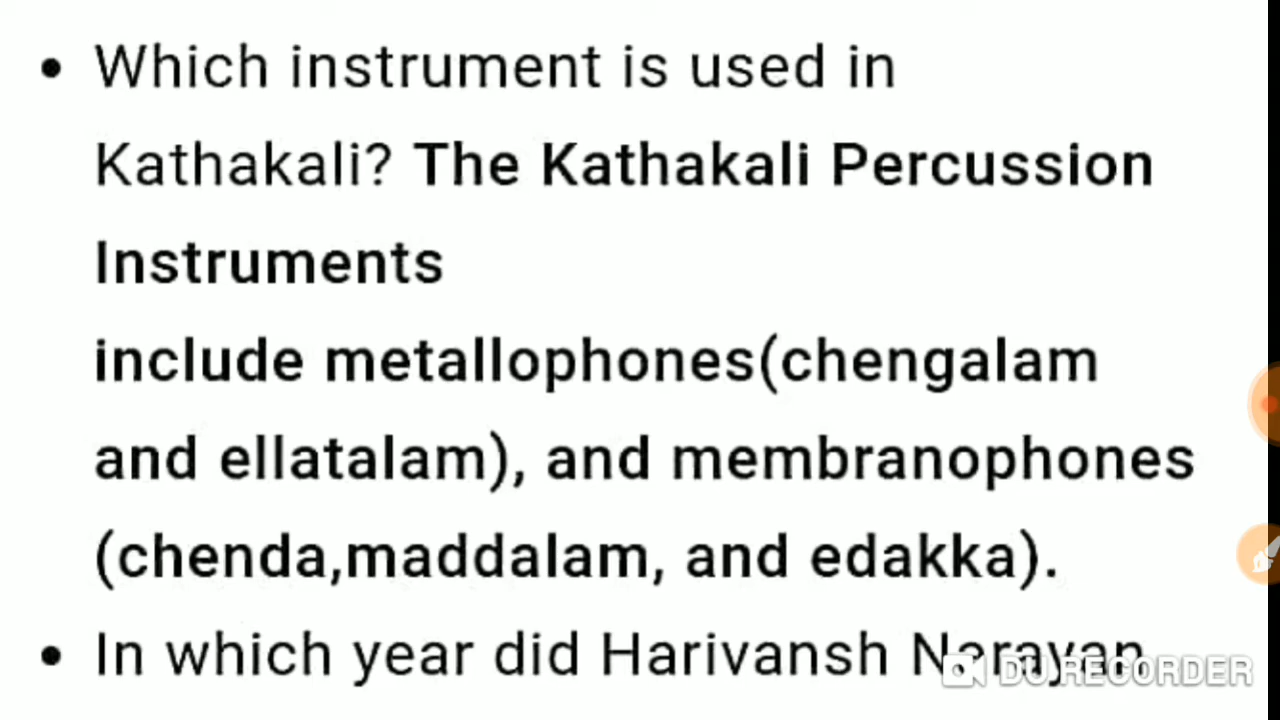 • Which instrument is used in
Kathakali? The Kathakali Percussion
Instruments
include metallophones(chengalam
and ellatalam), and membranophones
(chenda,maddalam, and edakka).
• In which year did Harivansh Narayan
DU RECORDER